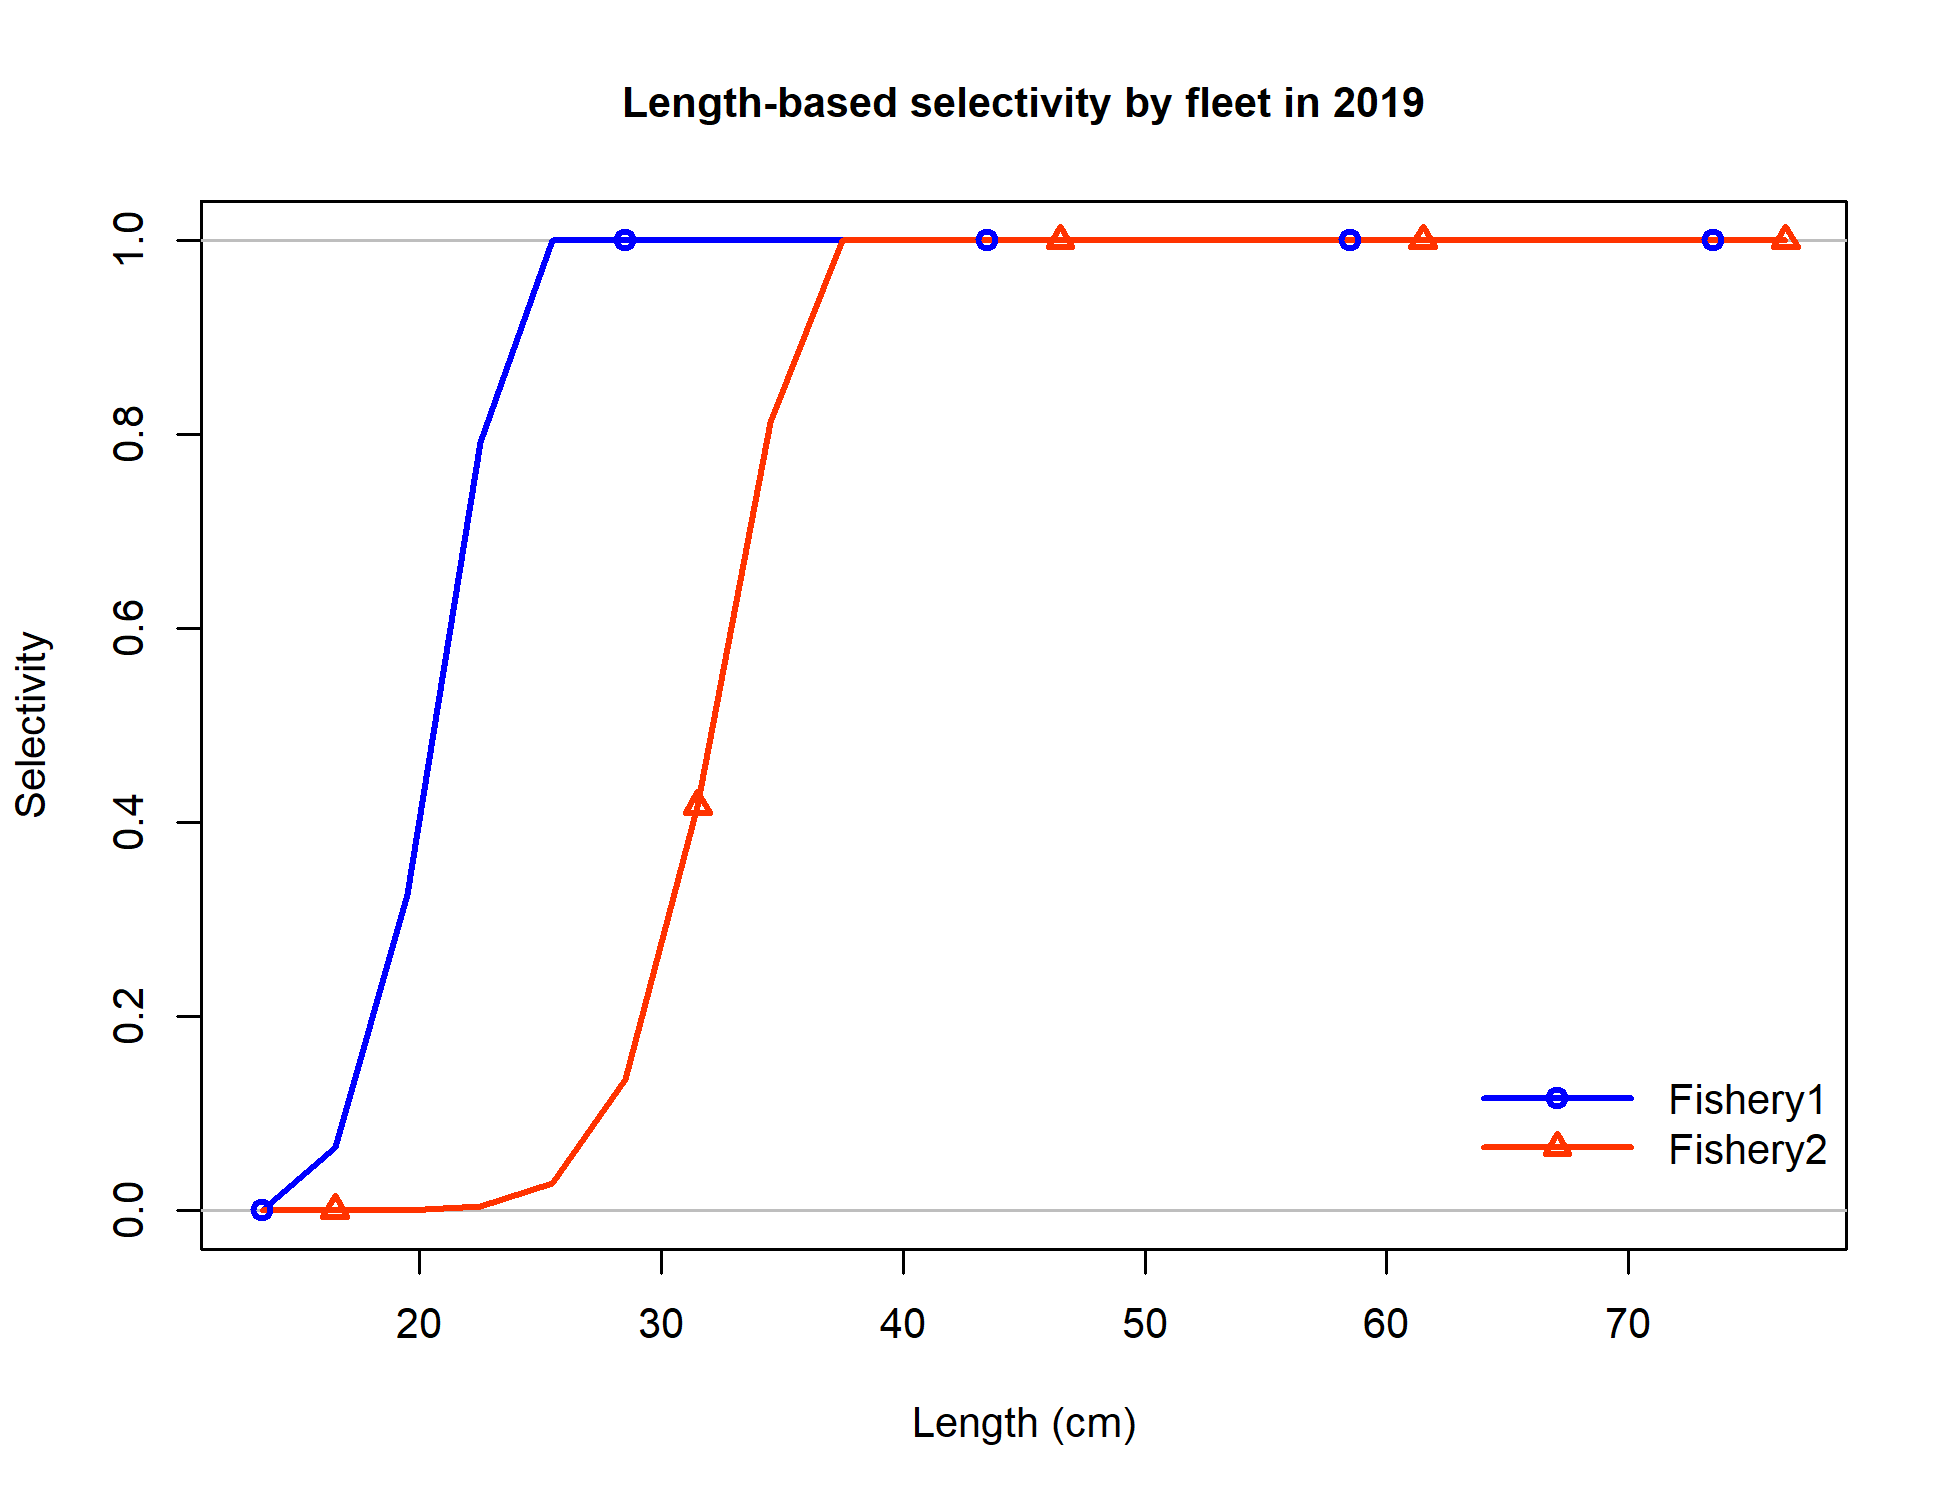 Length-based selectivity by fleet in 2019
Selectivity
1.0
0.8
0.6
0.4
0.2
0.0
Fishery1
Fishery2
20 30 40 50 60 70
Length (cm)